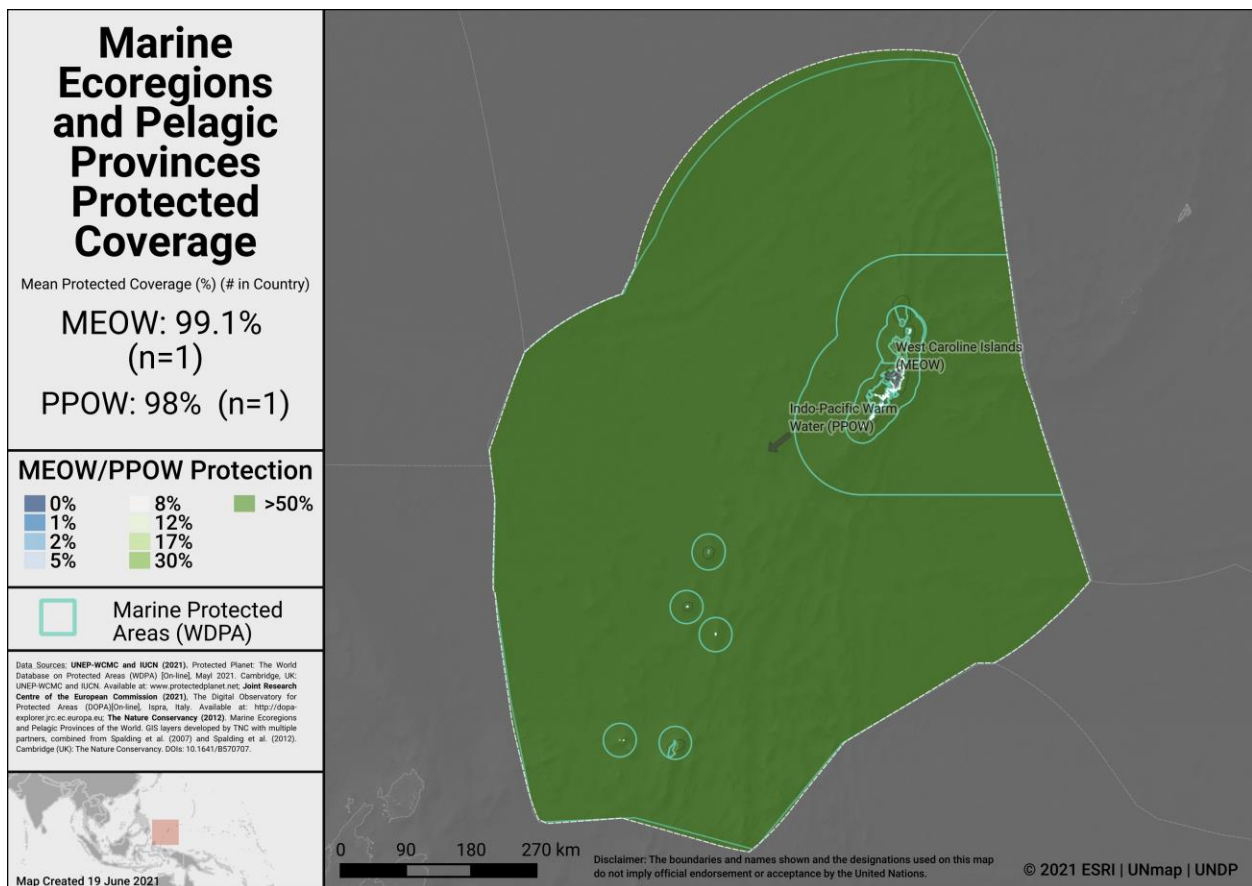 Marine
Ecoregions
and Pelagic
Provinces
Protected
Coverage
Mean Protected Coverage (%) (# in Country)
MEOW: 99.1%
(n=1)
PPOW: 98% (n=1)
MEOW/PPOW Protection
0%
1%
2%
5%
8%
12%
17%
30%
>50%
Marine Protected
Areas (WDPA)
Data Sources: UNEP-WCMC and IUCN (2021). Protected Planet: The World
Database on Protected Areas (WDPA) [On-line], Mayl 2021. Cambridge, UK:
UNEP-WCMC and IUCN. Available at: www.protectedplanet.net; Joint Research
Centre of the European Commission (2021), The Digital Observatory for
Protected Areas (DOPA)[On-line], Ispra, Italy. Available at: http://dopa-
explorer.jrc.ec.europa.eu; The Nature Conservancy (2012). Marine Ecoregions
and Pelagic Provinces of the World. GIS layers developed by TNC with multiple
partners, combined from Spalding et al. (2007) and Spalding et al. (2012).
Cambridge (UK): The Nature Conservancy. DOIs: 10.1641/B570707.
Map Created 19 June 2021
West Caroline Islands
(MEOW)
Indo-Pacific Warm
Water (PPOW)
0 90 180 270 km
Disclaimer: The boundaries and names shown and the designations used on this map
do not imply official endorsement or acceptance by the United Nations.
© 2021 ESRI | UNmap | UNDP